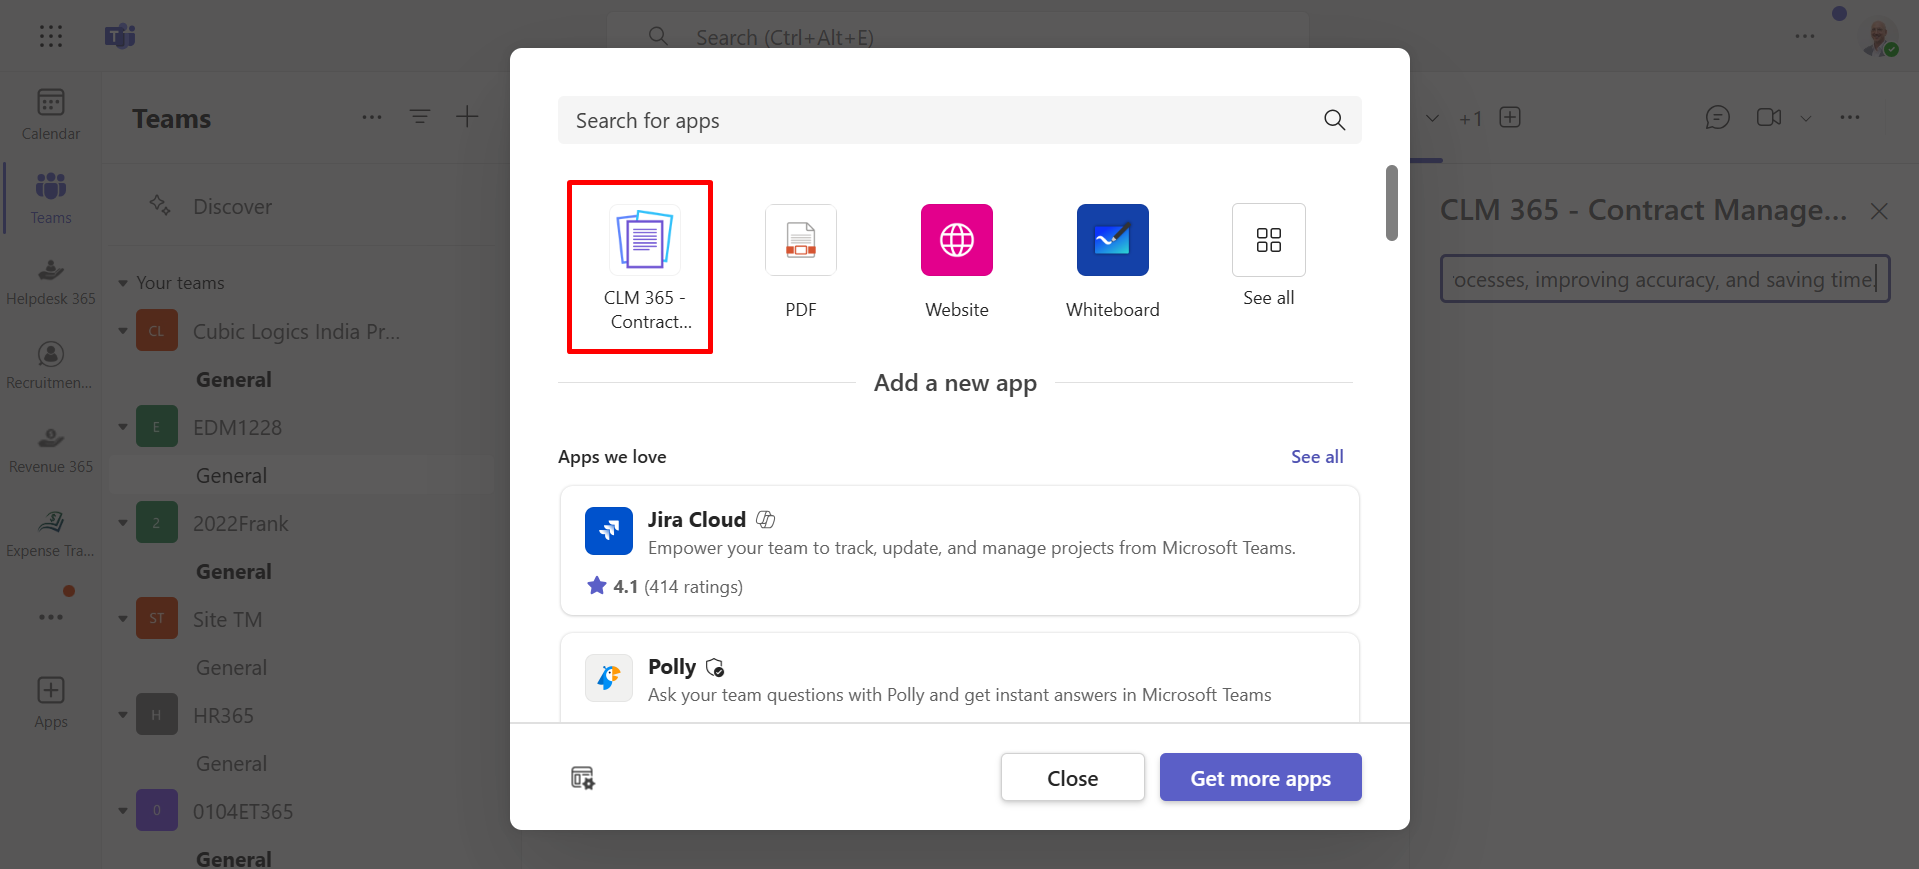 Search (Ctrl+Alt+E)
Calendar
Teams
Helpdesk 365
Recruitmen...
Revenue 365
Expense Tra...
Apps
Teams
Discover
Your teams
CL
Cubic Logics India Pr...
General
E
EDM1228
General
2
2022Frank
General
ST
Site TM
General
H
HR365
General
0
0104ET365
General
Search for apps
CLM 365 -
Contract...
PDF
Website
Whiteboard
See all
Add a new app
Apps we love
See all
Jira Cloud
Empower your team to track, update, and manage projects from Microsoft Teams.
4.1 (414 ratings)
Polly
Ask your team questions with Polly and get instant answers in Microsoft Teams
Close
Get more apps
+1
CLM 365 - Contract Manage...
ocesses, improving accuracy, and saving time.